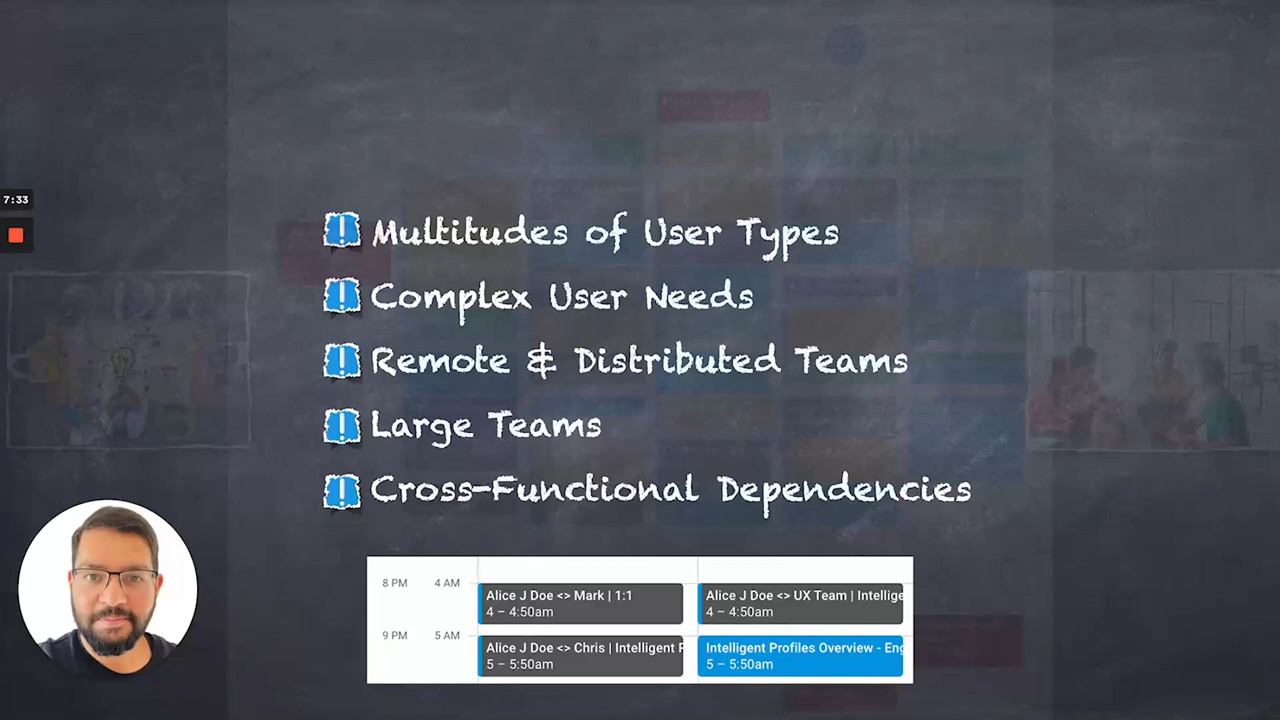 7:33
Multitudes of User Types
Complex User Needs
Remote & Distributed Teams
Large Teams
Cross-Functional Dependencies
8 PM 4 AM
Alice J Doe <> Mark | 1:1
4 – 4:50am
Alice J Doe <> UX Team | Intellige
4 – 4:50am
9 PM 5 AM
Alice J Doe <> Chris | Intelligent
5 – 5:50am
Intelligent Profiles Overview - Eng
5 – 5:50am